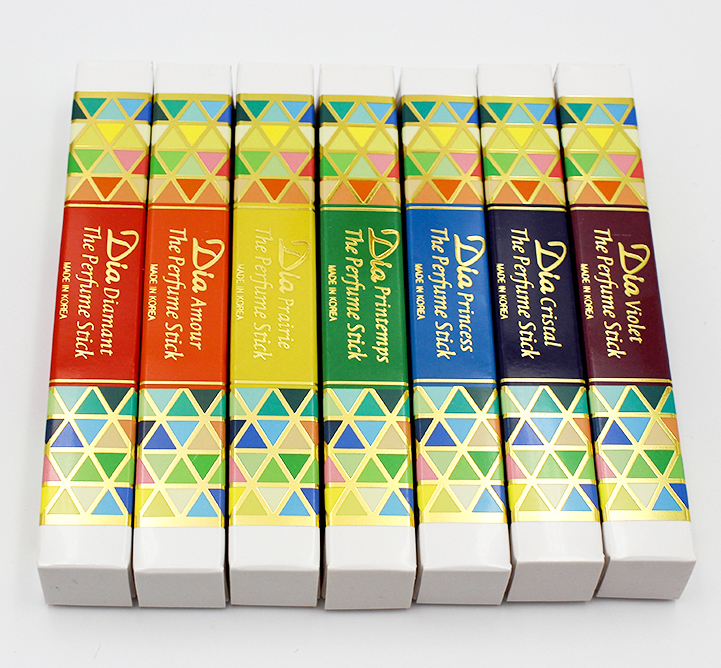 Dia Diamant
The Perfume Stick
MADE IN KOREA
Dia Amour
The Perfume Stick
MADE IN KOREA
Dia Prairie
The Perfume Stick
MADE IN KOREA
Dia Printemps
The Perfume Stick
MADE IN KOREA
Dia Princess
The Perfume Stick
MADE IN KOREA
Dia Cristal
The Perfume Stick
MADE IN KOREA
Dia Violet
The Perfume Stick
MADE IN KOREA